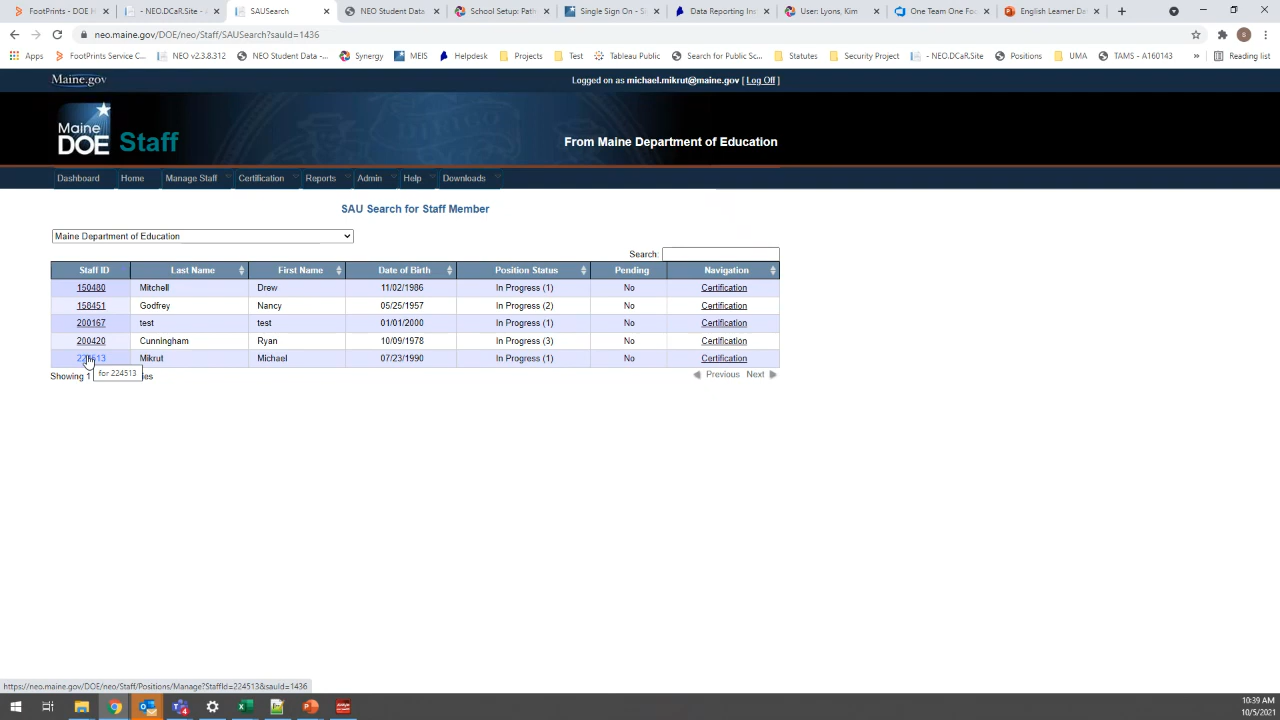 FootPrints - DOE H
- NEO.DCaR.Site -
SAUSearch
NEO Student Data
School Setup: Path
Single Sign On - S
Data Reporting Ins
User: Lyons, Kim
One Team One Foc
English Learner Da
neo.maine.gov/DOE/neo/Staff/SAUSearch?sauId=1436
Apps
FootPrints Service C...
NEO v2.3.8.312
NEO Student Data -...
Synergy
MEIS
Helpdesk
Projects
Test
Tableau Public
Search for Public Sc...
Statutes
Security Project
- NEO.DCaR.Site
Positions
UMA
TAMS - A160143
»
Reading list
Maine.gov
Logged on as michael.mikrut@maine.gov [ Log Off ]
Maine DOE Staff
From Maine Department of Education
Dashboard Home Manage Staff Certification Reports Admin Help Downloads
SAU Search for Staff Member
Maine Department of Education
Search:
Staff ID Last Name First Name Date of Birth Position Status Pending Navigation
150480 Mitchell Drew 11/02/1986 In Progress (1) No Certification
158451 Godfrey Nancy 05/25/1957 In Progress (2) No Certification
200167 test test 01/01/2000 In Progress (1) No Certification
200420 Cunningham Ryan 10/09/1978 In Progress (3) No Certification
224513 Mikrut Michael 07/23/1990 In Progress (1) No Certification
for 224513
Showing 1
Previous Next
https://neo.maine.gov/DOE/neo/Staff/Positions/Manage?StaffId=224513&sauId=1436
10:39 AM
10/5/2021